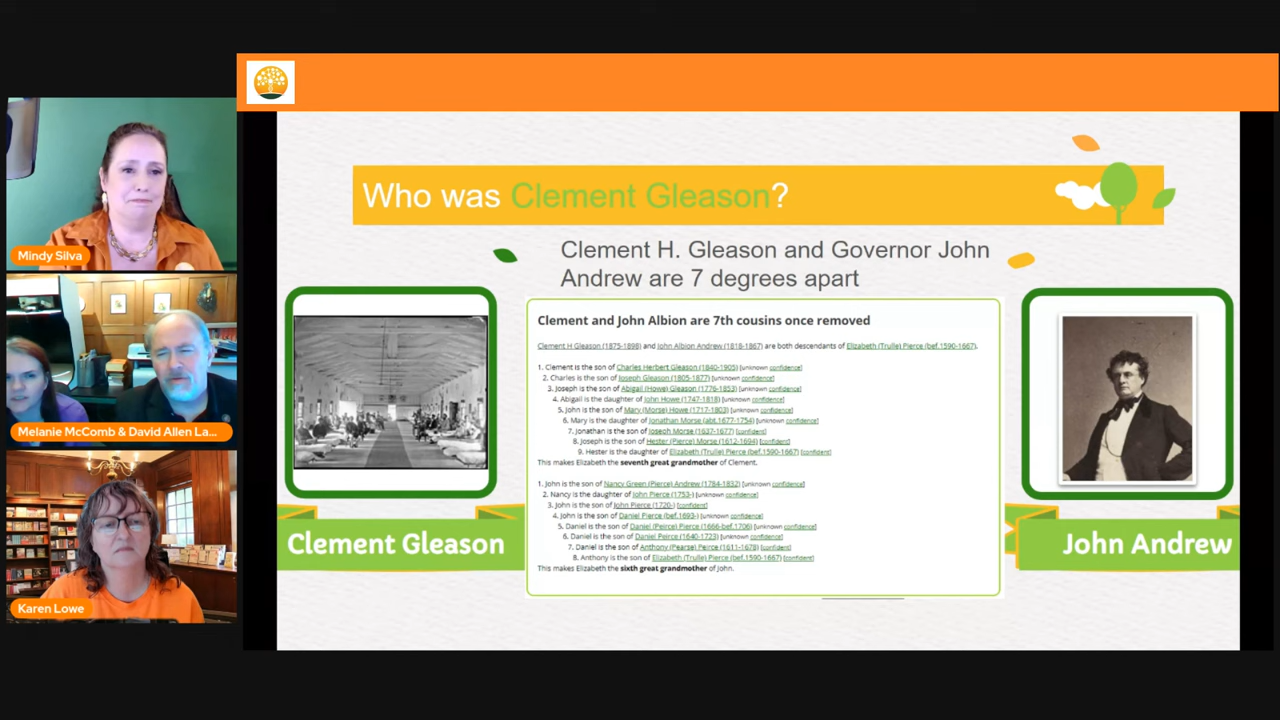 Who was Clement Gleason?
Clement H. Gleason and Governor John
Andrew are 7 degrees apart
Clement and John Albion are 7th cousins once removed
Clement H Gleason (1875-1898) and John Albion Andrew (1818-1867) are both descendants of Elizabeth (Trulle) Pierce (bef.1590-1667).
1. Clement is the son of Charles Herbert Gleason (1840-1905) [unknown confidence]
2. Charles is the son of Joseph Gleason (1805-1877) [unknown confidence]
3. Joseph is the son of Abigail (Howe) Gleason (1776-1853) [unknown confidence]
4. Abigail is the daughter of John Howe (1747-1818) [unknown confidence]
5. John is the son of Mary (Morse) Howe (1717-1803) [unknown confidence]
6. Mary is the daughter of Jonathan Morse (abt.1677-1754) [unknown confidence]
7. Jonathan is the son of Joseph Morse (1637-1677) [confident]
8. Joseph is the son of Hester (Pierce) Morse (1612-1694) [confident]
9. Hester is the daughter of Elizabeth (Trulle) Pierce (bef.1590-1667) [confident]
This makes Elizabeth the seventh great grandmother of Clement.
1. John is the son of Nancy Green (Pierce) Andrew (1784-1832) [unknown confidence]
2. Nancy is the daughter of John Pierce (1753-) [unknown confidence]
3. John is the son of John Pierce (1720-) [confident]
4. John is the son of Daniel Pierce (bef.1693-) [unknown confidence]
5. Daniel is the son of Daniel (Peirce) Pierce (1666-bef.1706) [unknown confidence]
6. Daniel is the son of Daniel Peirce (1640-1723) [unknown confidence]
7. Daniel is the son of Anthony (Pearse) Peirce (1611-1678) [confident]
8. Anthony is the son of Elizabeth (Trulle) Pierce (bef.1590-1667) [confident]
This makes Elizabeth the sixth great grandmother of John.
Clement Gleason
John Andrew
Mindy Silva
Melanie McComb & David Allen La...
Karen Lowe